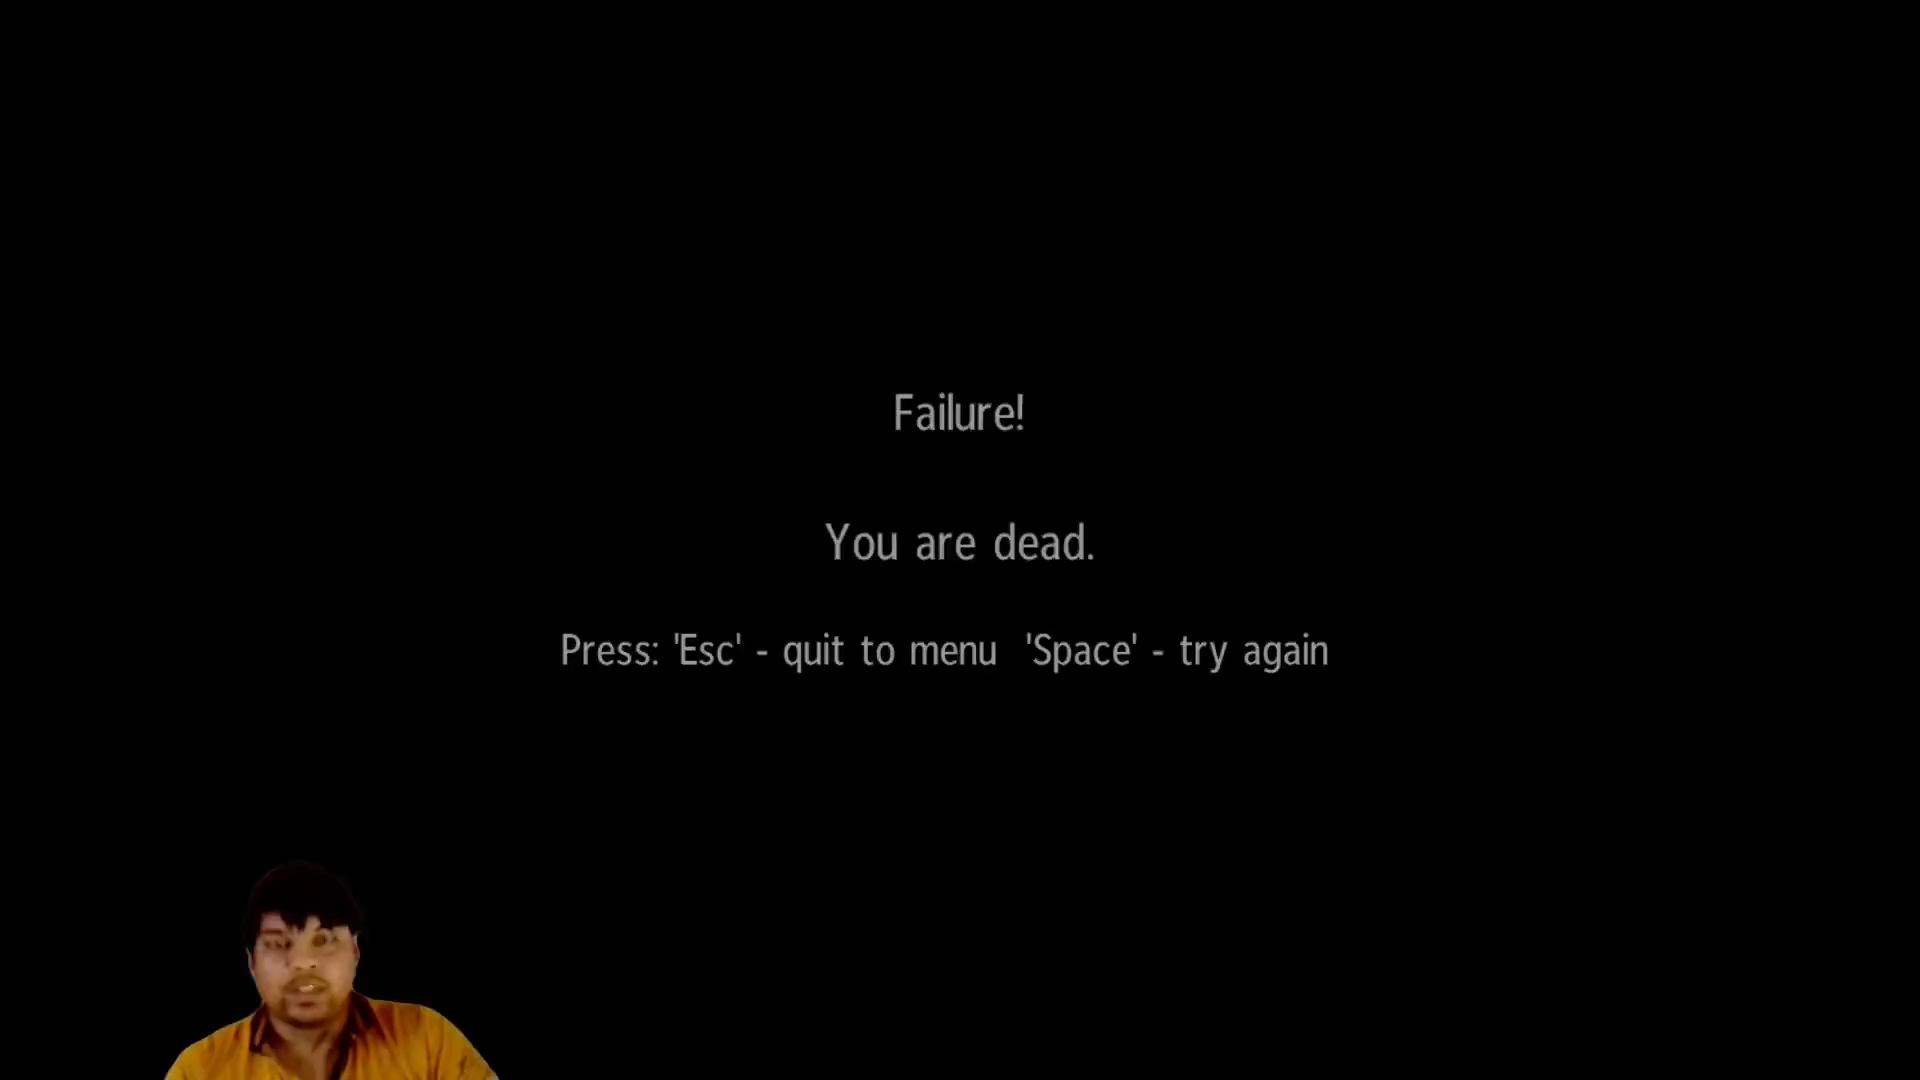 Failure!
You are dead.
Press: 'Esc' - quit to menu  'Space' - try again